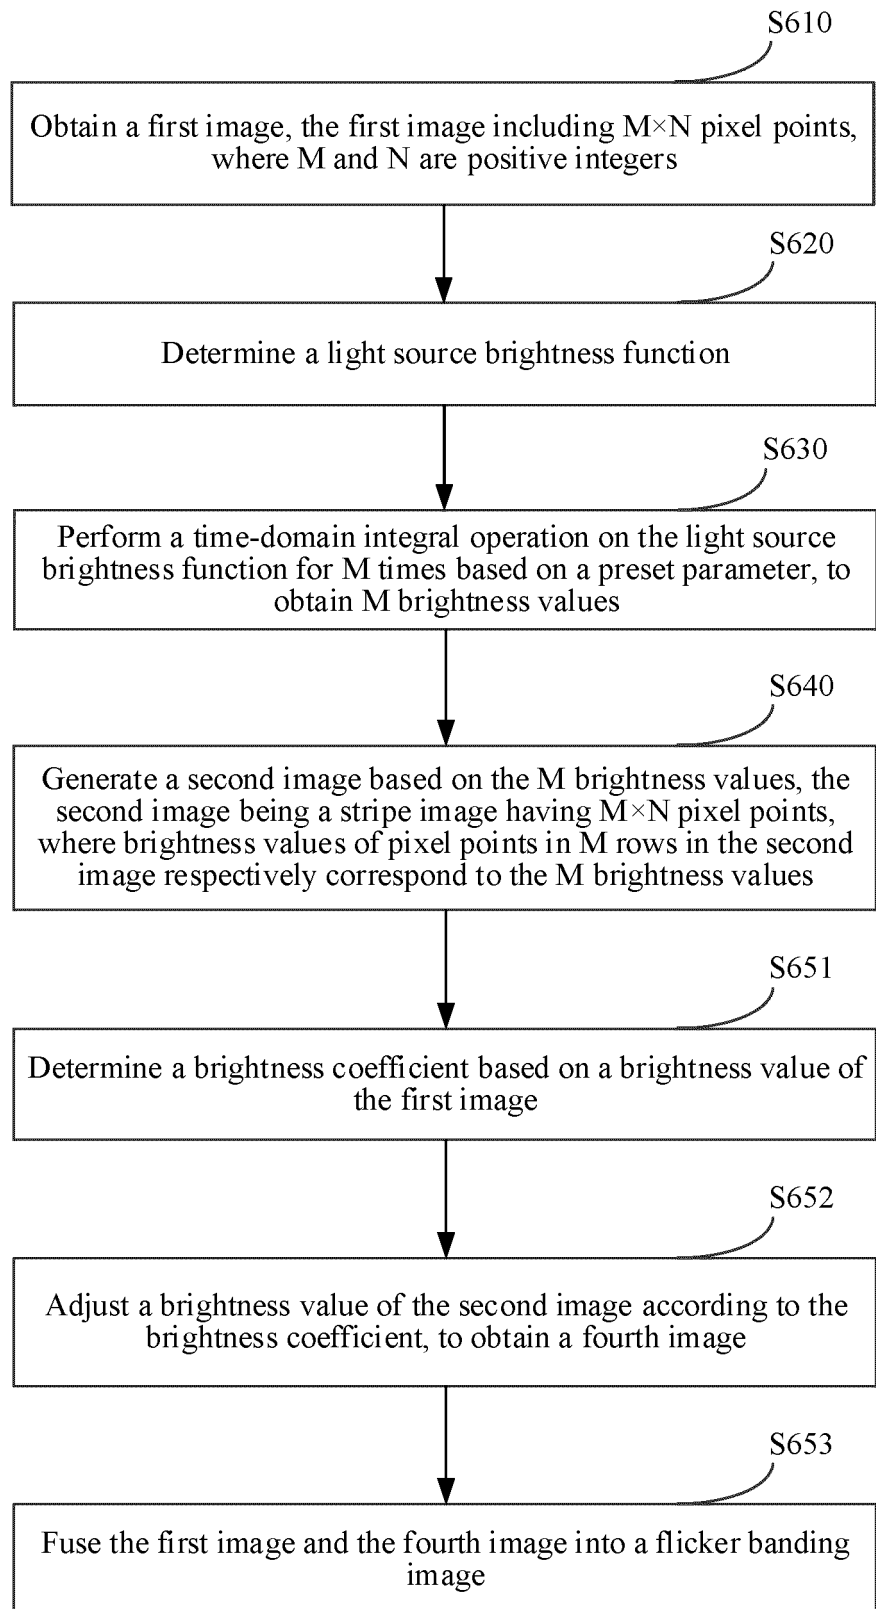 S610
Obtain a first image, the first image including M×N pixel points,
where M and N are positive integers
S620
Determine a light source brightness function
S630
Perform a time-domain integral operation on the light source
brightness function for M times based on a preset parameter, to
obtain M brightness values
S640
Generate a second image based on the M brightness values, the
second image being a stripe image having M×N pixel points,
where brightness values of pixel points in M rows in the second
image respectively correspond to the M brightness values
S651
Determine a brightness coefficient based on a brightness value of
the first image
S652
Adjust a brightness value of the second image according to the
brightness coefficient, to obtain a fourth image
S653
Fuse the first image and the fourth image into a flicker banding
image